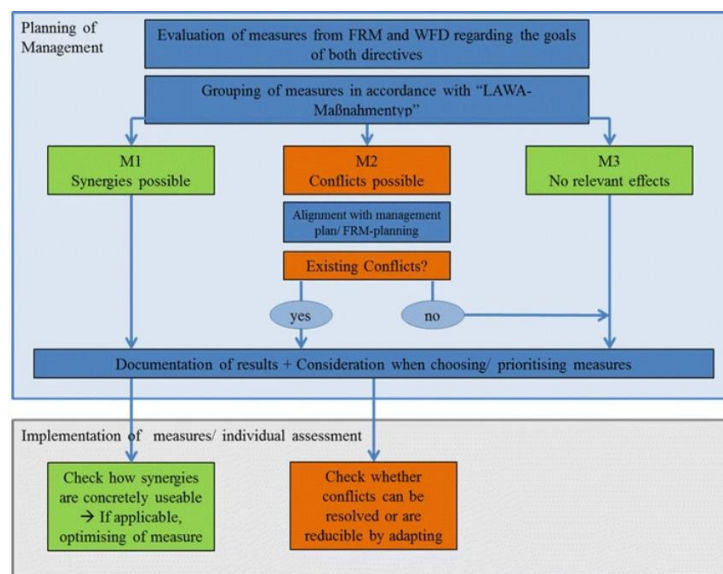 Planning of
Management
Evaluation of measures from FRM and WFD regarding the goals
of both directives
Grouping of measures in accordance with “LAWA-
Maßnahmentyp”
M1
Synergies possible
M2
Conflicts possible
M3
No relevant effects
Alignment with management
plan/ FRM-planning
Existing Conflicts?
yes
no
Documentation of results + Consideration when choosing/ prioritising measures
Implementation of measures/ individual assessment
Check how synergies
are concretely useable
→ If applicable,
optimising of measure
Check whether
conflicts can be
resolved or are
reducible by adapting